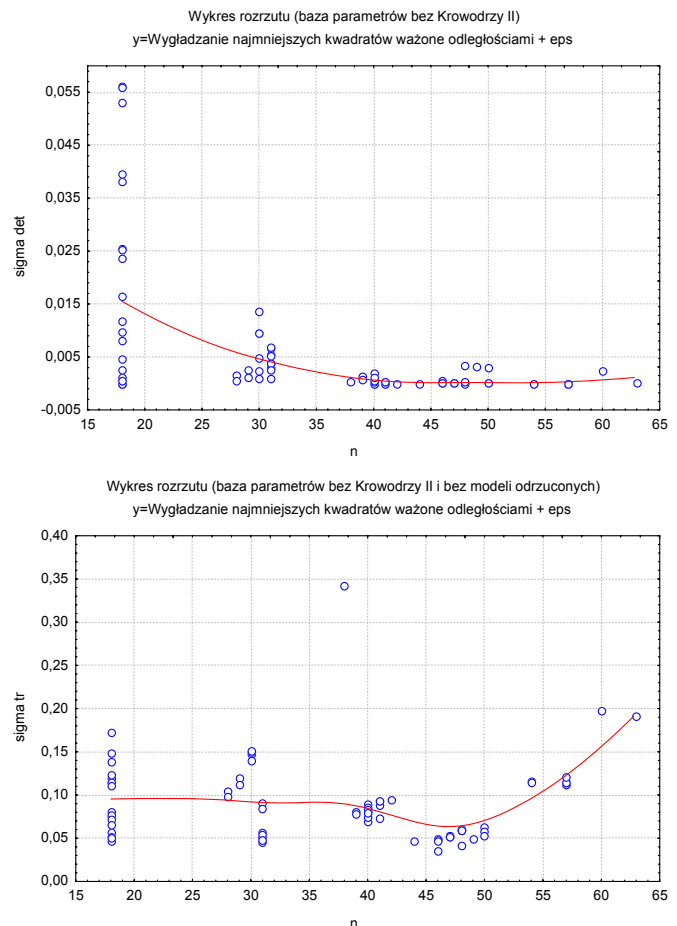 Wykres rozrzutu (baza parametrów bez Krowodrzy II)
y=Wygładzanie najmniejszych kwadratów ważone odległościami + eps
0,055
0,045
0,035
0,025
0,015
0,005
-0,005
sigma det
15 20 25 30 35 40 45 50 55 60 65
n
Wykres rozrzutu (baza parametrów bez Krowodrzy II i bez modeli odrzuconych)
y=Wygładzanie najmniejszych kwadratów ważone odległościami + eps
0,40
0,35
0,30
0,25
0,20
0,15
0,10
0,05
0,00
sigma tr
15 20 25 30 35 40 45 50 55 60 65
n